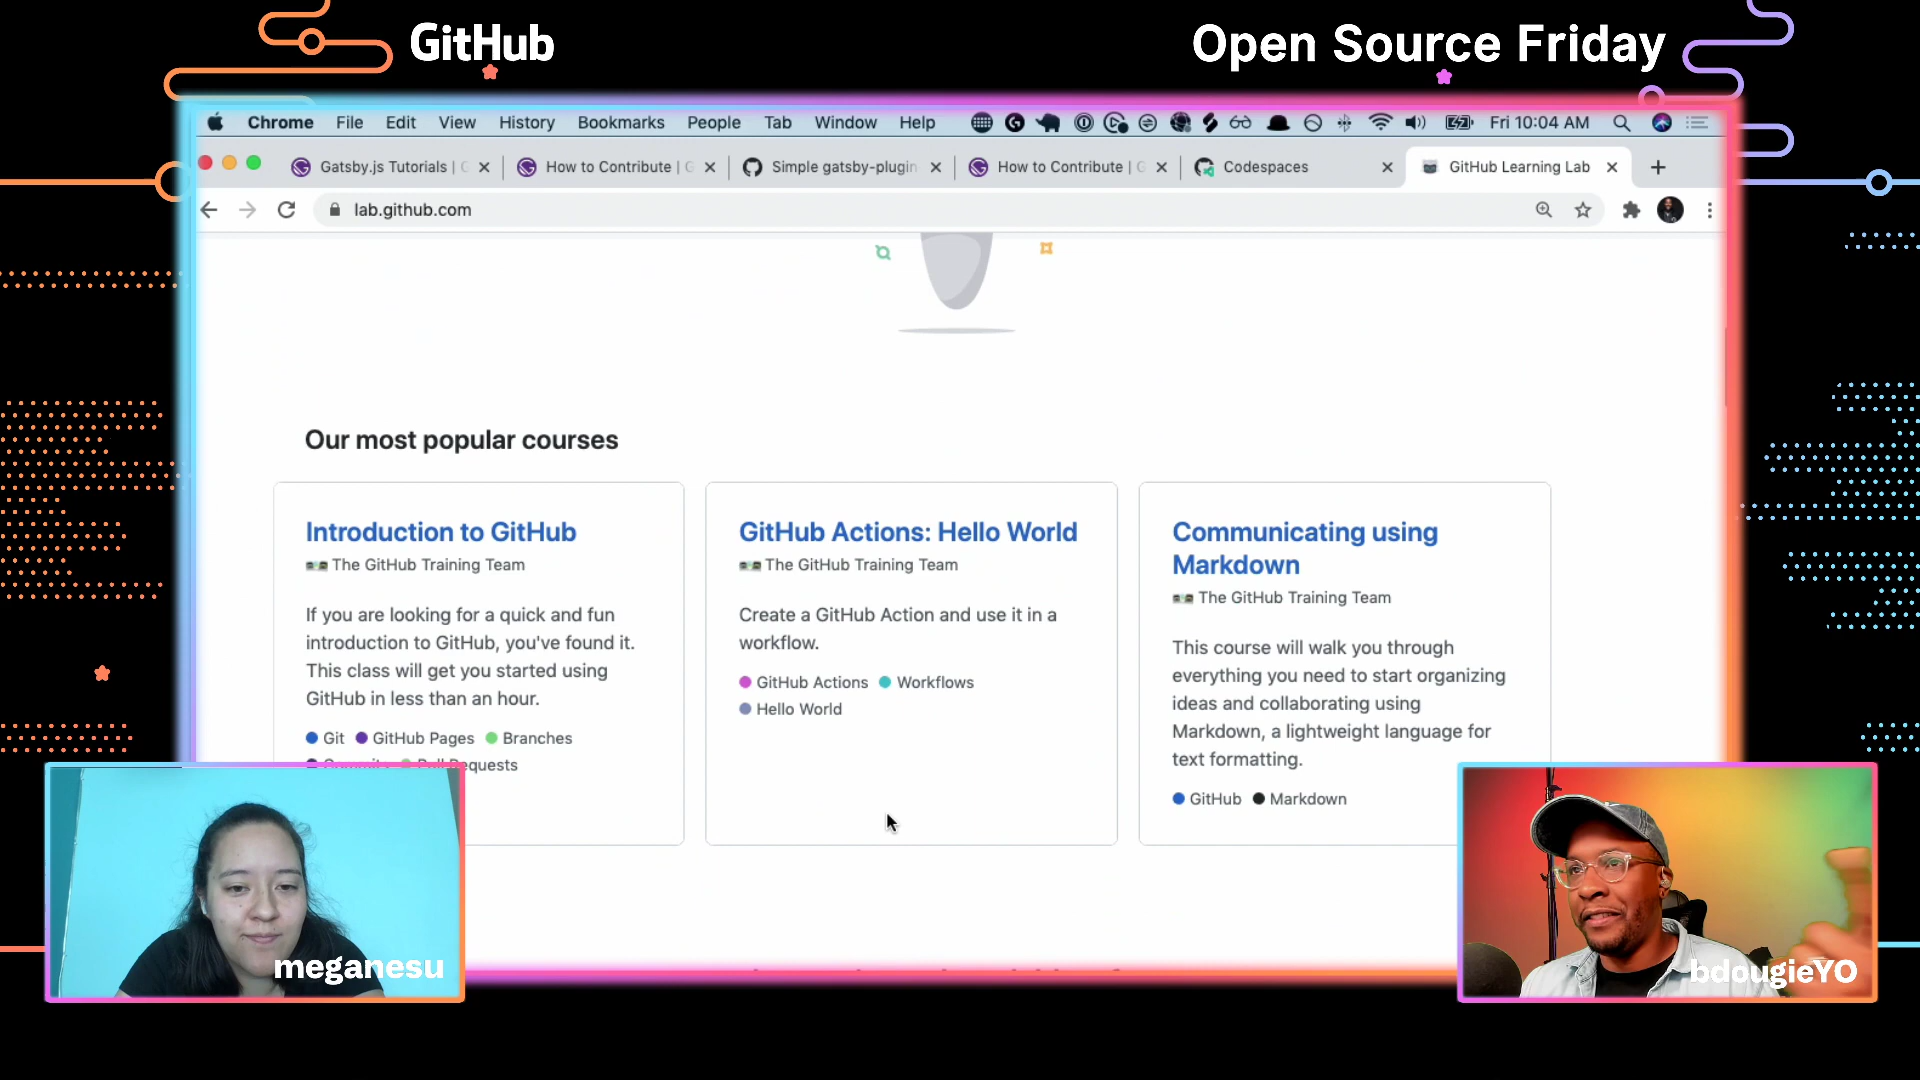 GitHub
Open Source Friday
Chrome File Edit View History Bookmarks People Tab Window Help Fri 10:04 AM
Gatsby.js Tutorials | G
How to Contribute | G
Simple gatsby-plugin
How to Contribute | G
Codespaces
GitHub Learning Lab
lab.github.com
Our most popular courses
Introduction to GitHub
The GitHub Training Team
If you are looking for a quick and fun
introduction to GitHub, you've found it.
This class will get you started using
GitHub in less than an hour.
Git GitHub Pages Branches
Commits Pull Requests
GitHub Actions: Hello World
The GitHub Training Team
Create a GitHub Action and use it in a
workflow.
GitHub Actions Workflows
Hello World
Communicating using
Markdown
The GitHub Training Team
This course will walk you through
everything you need to start organizing
ideas and collaborating using
Markdown, a lightweight language for
text formatting.
GitHub Markdown
meganesu
bdougieYO